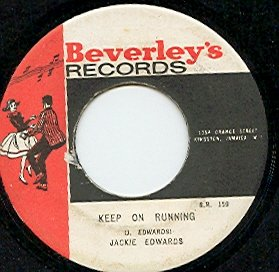 Beverley's
RECORDS
135A ORANGE STREET
KINGSTON, JAMAICA W.I.
B.R. 159
KEEP ON RUNNING
(J. EDWARDS)
JACKIE EDWARDS